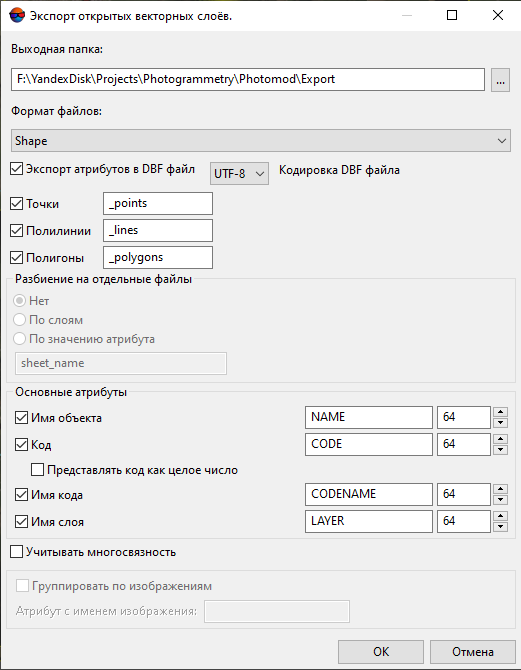 Экспорт открытых векторных слоёв.
Выходная папка:
F:\YandexDisk\Projects\Photogrammetry\Photomod\Export
...
Формат файлов:
Shape
Экспорт атрибутов в DBF файл UTF-8 Кодировка DBF файла
Точки _points
Полилинии _lines
Полигоны _polygons
Разбиение на отдельные файлы
Нет
По слоям
По значению атрибута
sheet_name
Основные атрибуты
Имя объекта NAME 64
Код CODE 64
Представлять код как целое число
Имя кода CODENAME 64
Имя слоя LAYER 64
Учитывать многосвязность
Группировать по изображениям
Атрибут с именем изображения:
OK Отмена